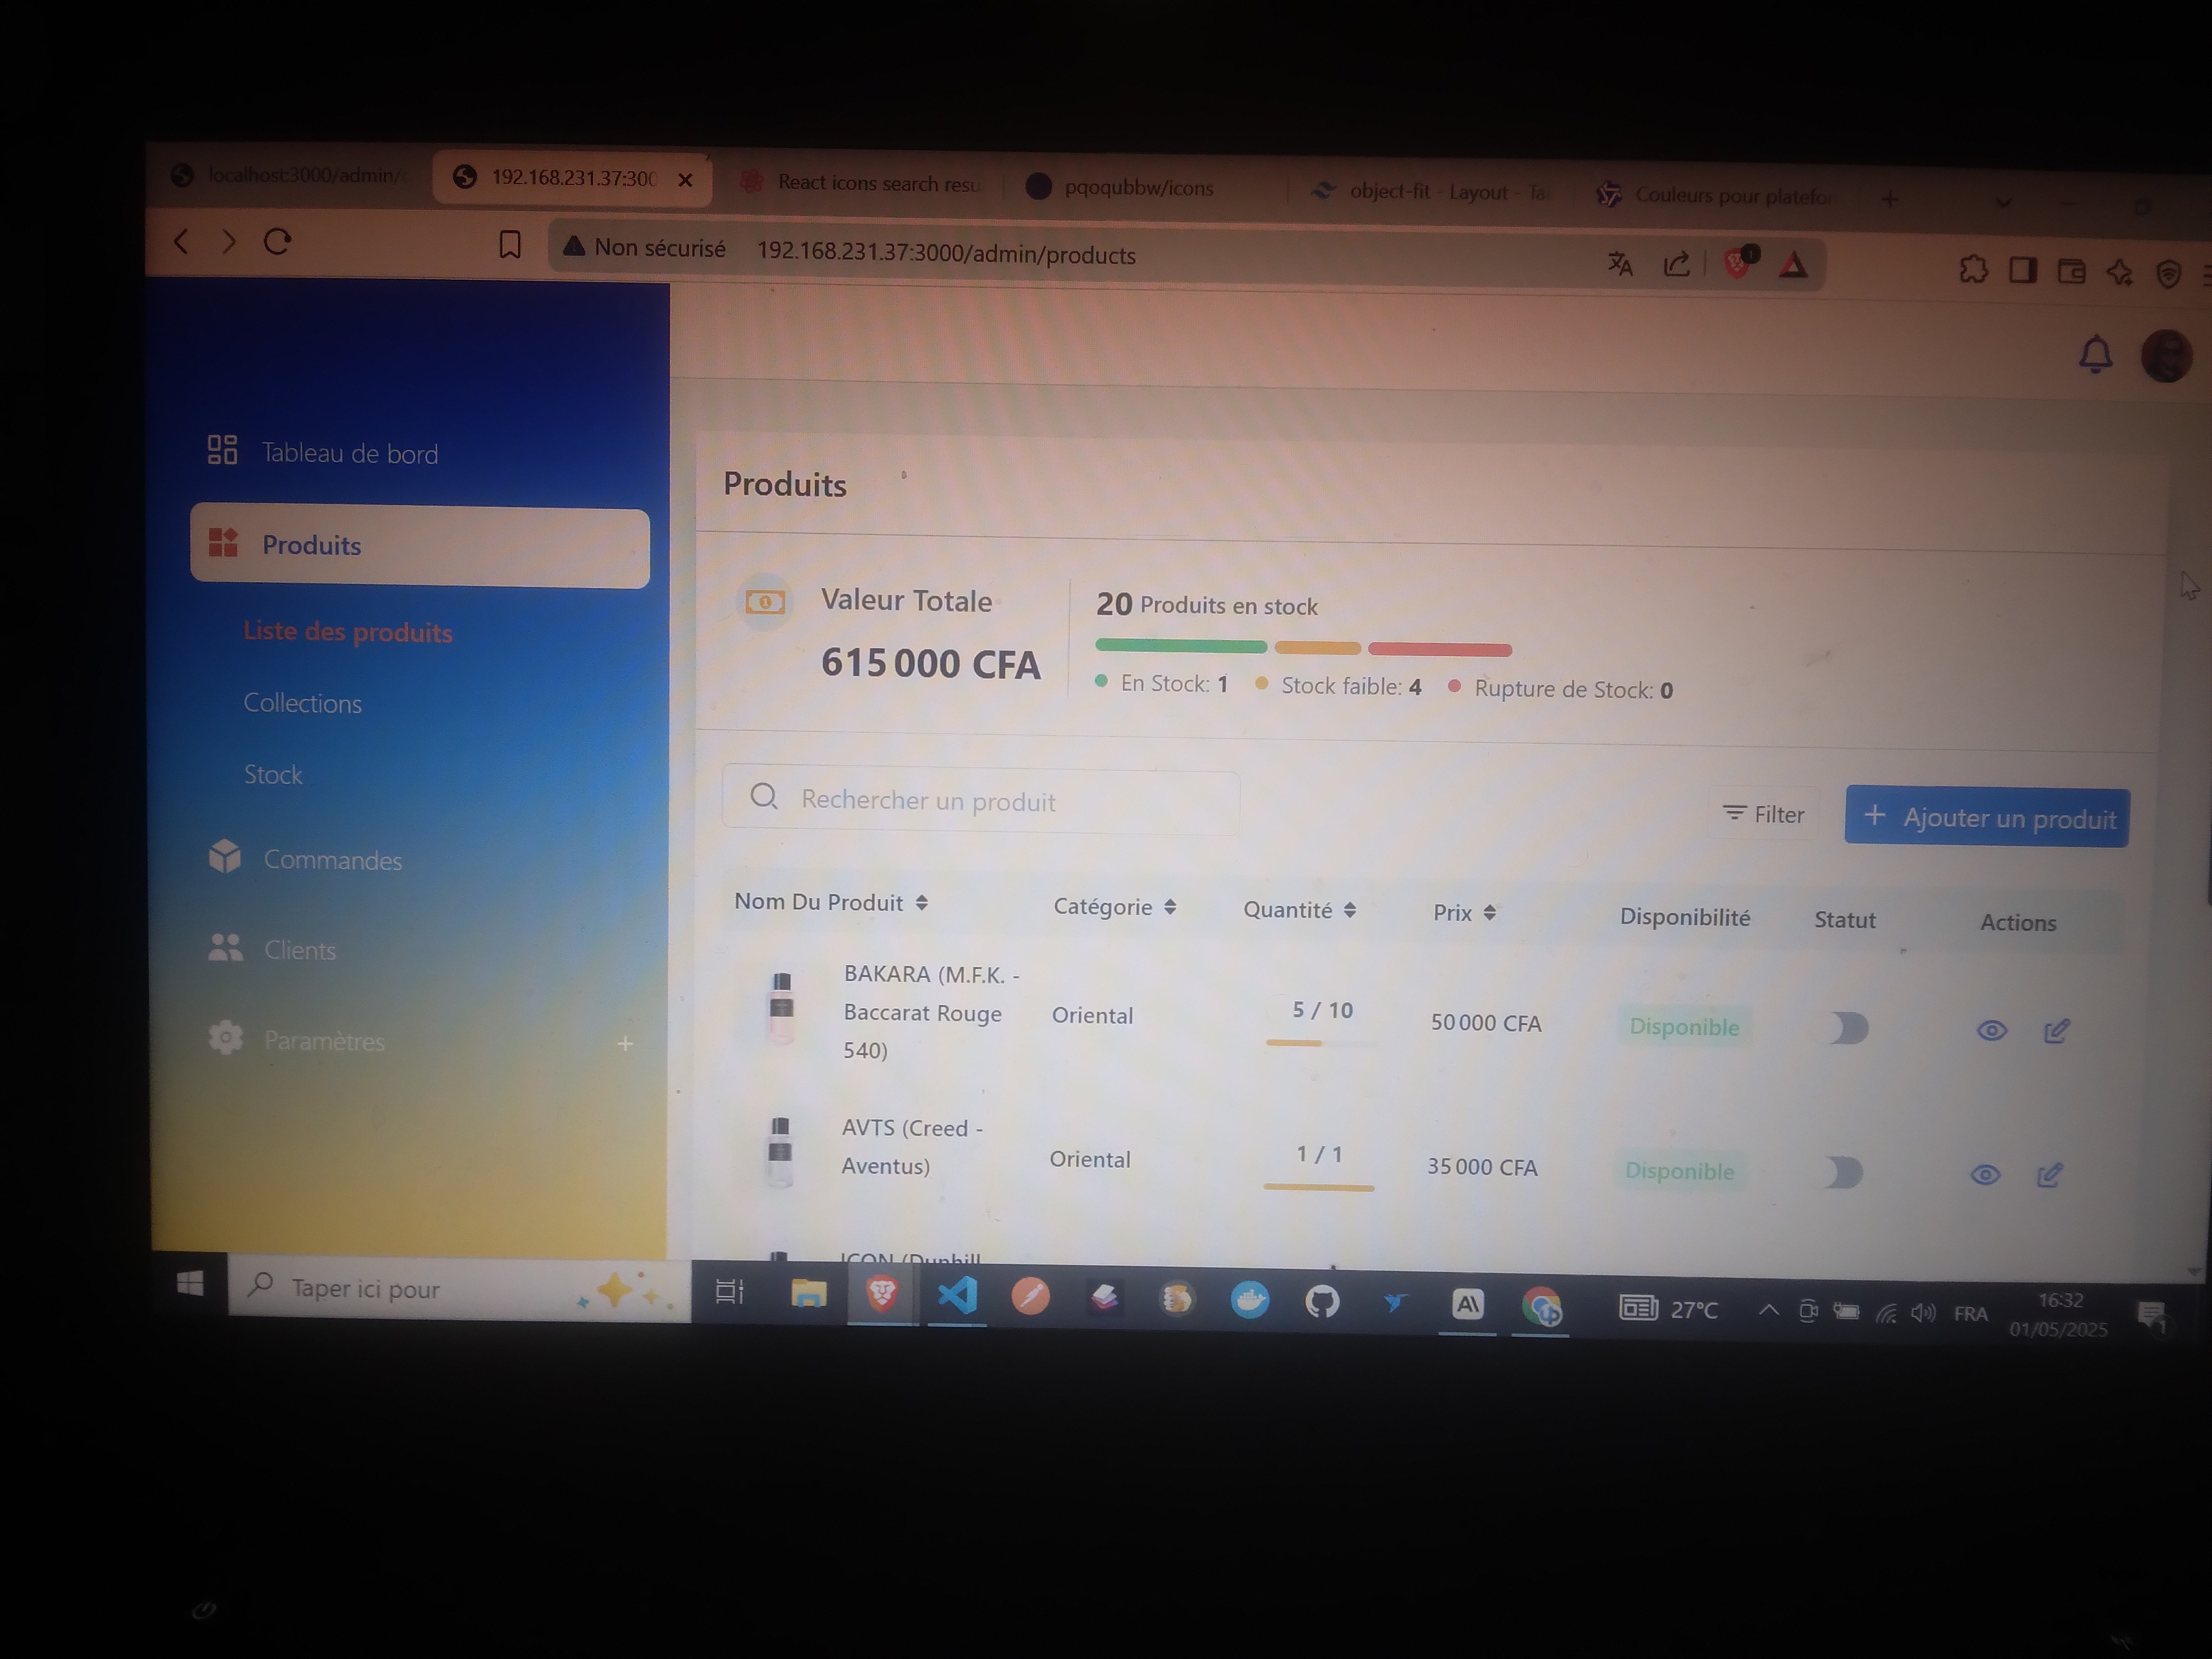 localhost:3000/admin/
192.168.231.37:300
React icons search resu
pqoqubbw/icons
object-fit - Layout - Tai
Couleurs pour platefor
Non sécurisé
192.168.231.37:3000/admin/products
1
Tableau de bord
Produits
Liste des produits
Collections
Stock
Commandes
Clients
Paramètres
Produits
Valeur Totale
615 000 CFA
20 Produits en stock
En Stock: 1
Stock faible: 4
Rupture de Stock: 0
Rechercher un produit
Filter
+ Ajouter un produit
Nom Du Produit
Catégorie
Quantité
Prix
Disponibilité
Statut
Actions
BAKARA (M.F.K. -
Baccarat Rouge
540)
Oriental
5 / 10
50 000 CFA
Disponible
AVTS (Creed -
Aventus)
Oriental
1 / 1
35 000 CFA
Disponible
ICON (Dunhill
Taper ici pour
27°C
FRA
16:32
01/05/2025
1